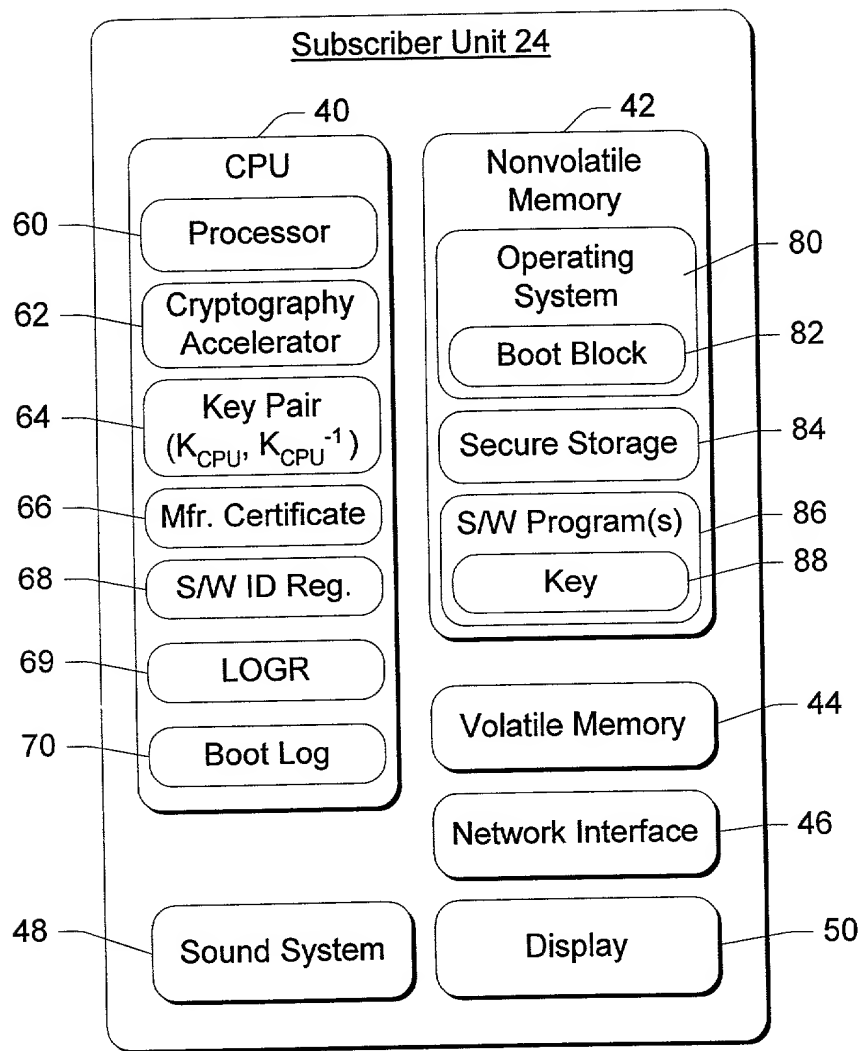 Subscriber Unit 24
40
CPU
60
Processor
62
Cryptography
Accelerator
64
Key Pair
(K_CPU, K_CPU^-1)
66
Mfr. Certificate
68
S/W ID Reg.
69
LOGR
70
Boot Log
42
Nonvolatile
Memory
80
Operating
System
82
Boot Block
84
Secure Storage
86
S/W Program(s)
88
Key
44
Volatile Memory
46
Network Interface
48
Sound System
50
Display